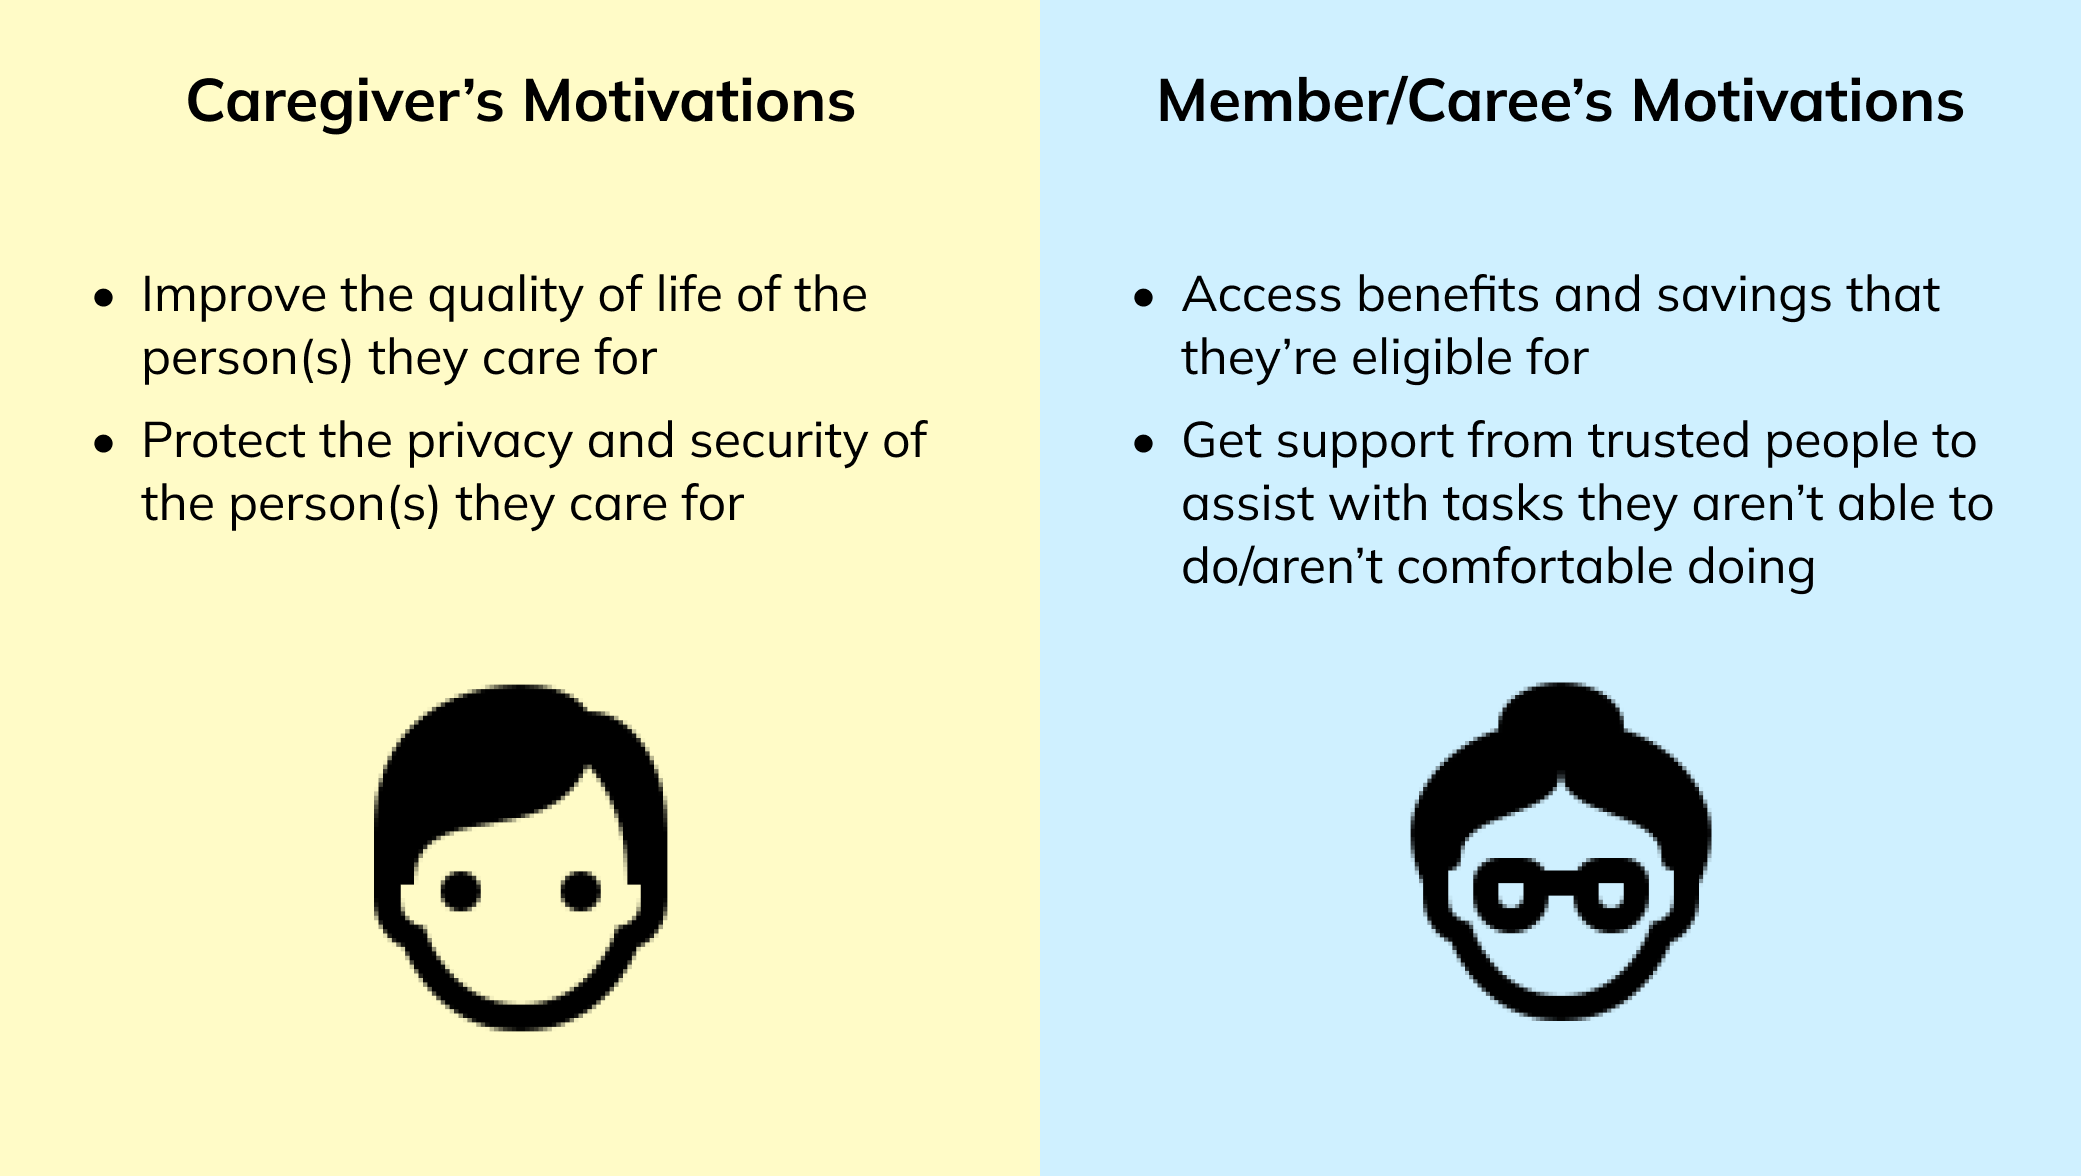 Caregiver’s Motivations
• Improve the quality of life of the
person(s) they care for
• Protect the privacy and security of
the person(s) they care for
Member/Caree’s Motivations
• Access benefits and savings that
they’re eligible for
• Get support from trusted people to
assist with tasks they aren’t able to
do/aren’t comfortable doing